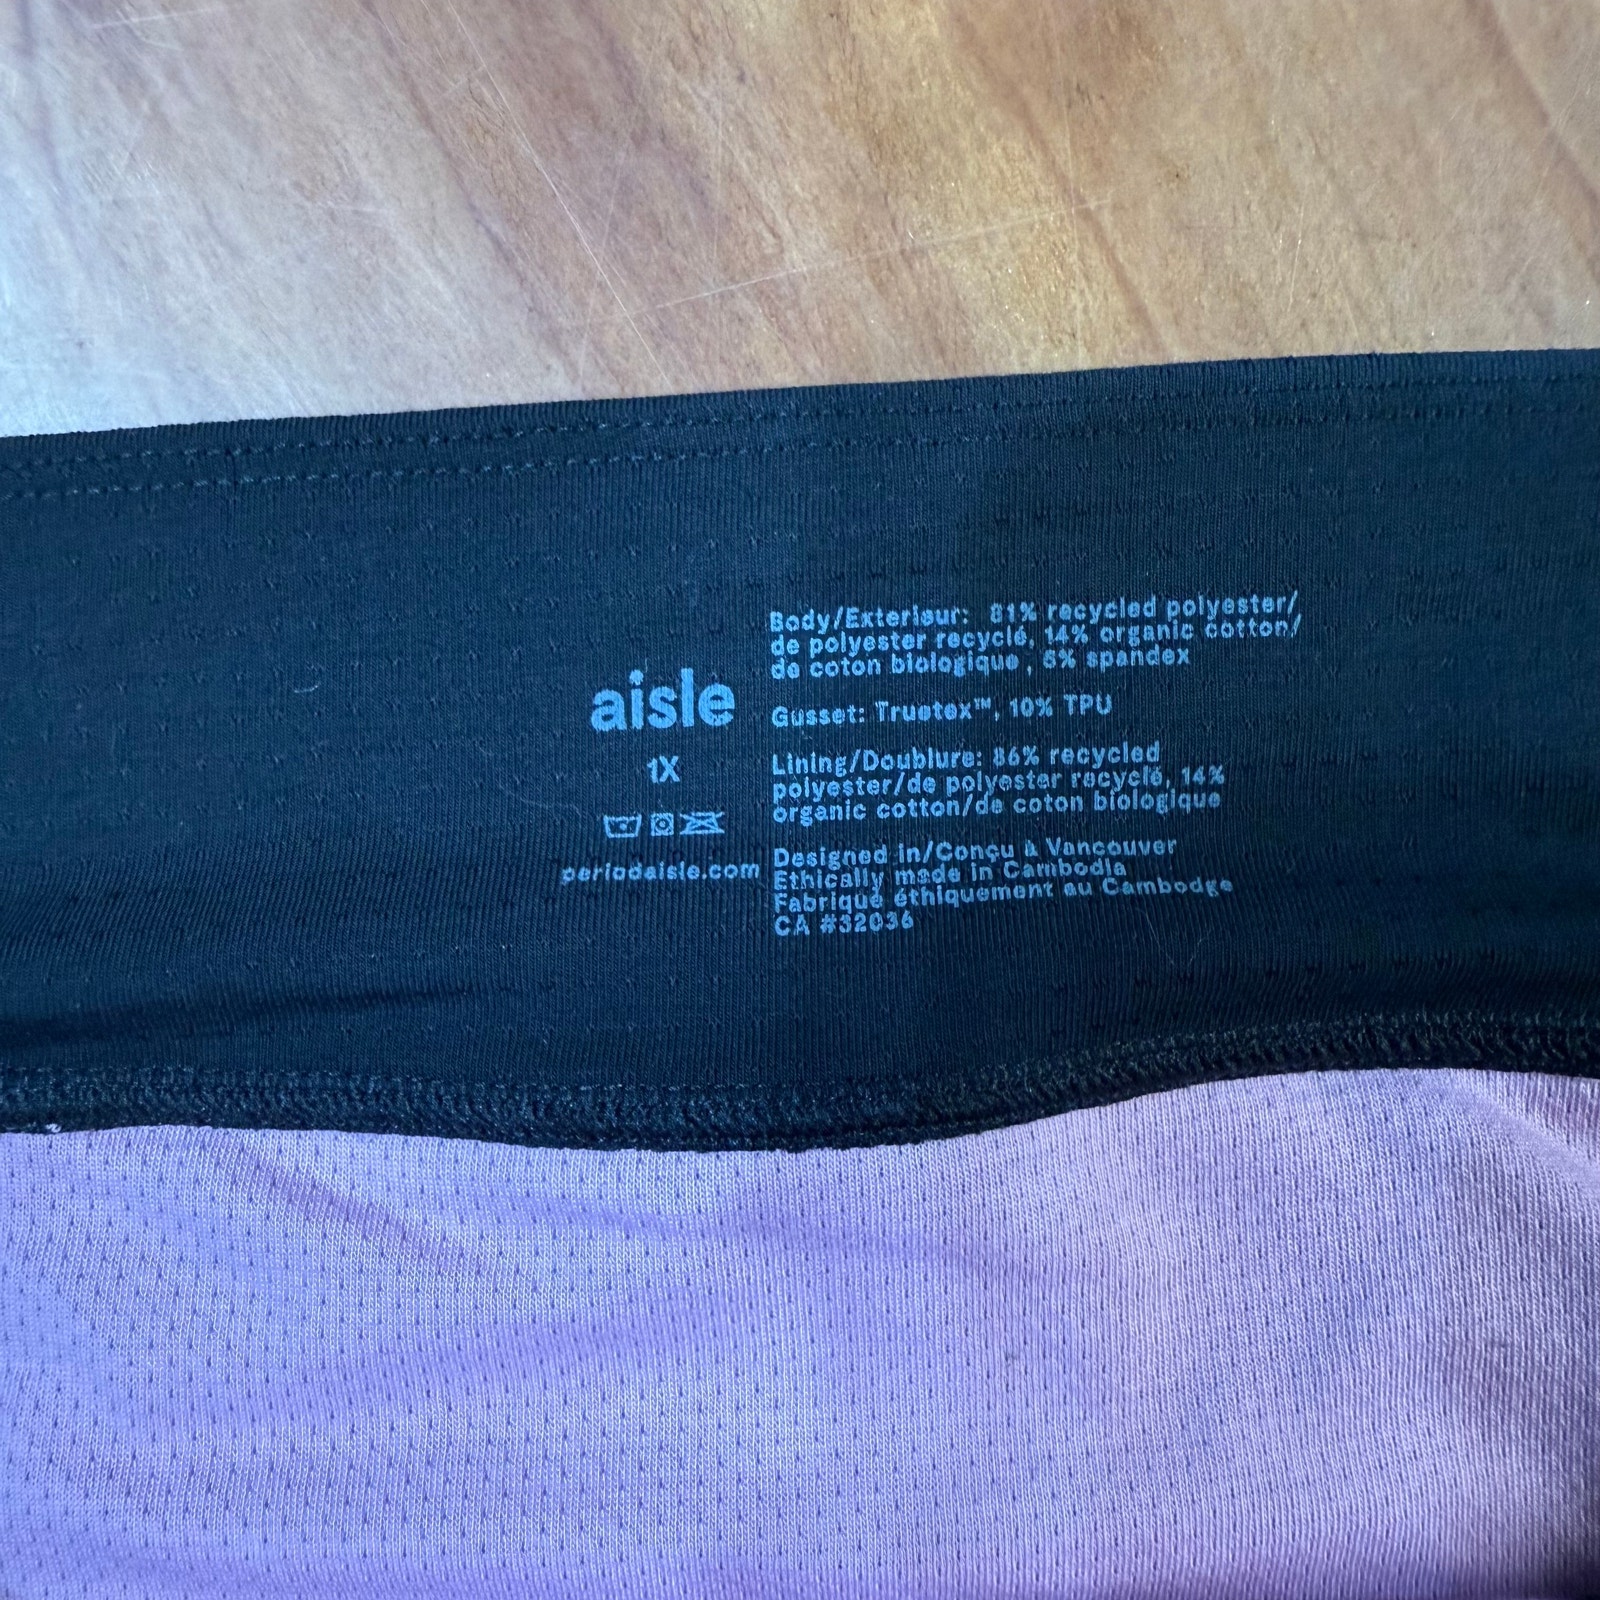 aisle
1X
periodaisle.com
Body/Exterieur: 81% recycled polyester/
de polyester recyclé, 14% organic cotton/
de coton biologique, 5% spandex
Gusset: Trustex™, 10% TPU
Lining/Doublure: 86% recycled
polyester/de polyester recyclé, 14%
organic cotton/de coton biologique
Designed in/Conçu à Vancouver
Ethically made in Cambodia
Fabriqué éthiquement au Cambodge
CA #32036